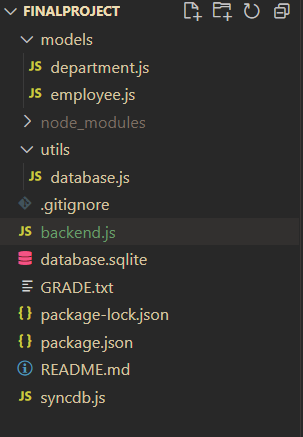 FINALPROJECT
models
JS department.js
JS employee.js
node_modules
utils
JS database.js
.gitignore
JS backend.js
database.sqlite
GRADE.txt
{} package-lock.json
{} package.json
README.md
JS syncdb.js